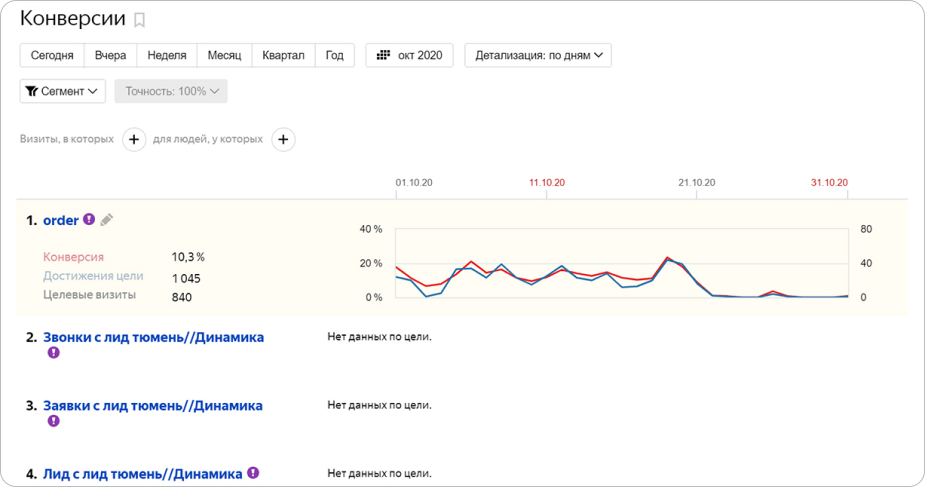 Конверсии
Сегодня Вчера Неделя Месяц Квартал Год окт 2020 Детализация: по дням
Сегмент Точность: 100%
Визиты, в которых + для людей, у которых +
01.10.20 11.10.20 21.10.20 31.10.20
1. order
40 % 80
Конверсия 10,3 %
20 % 40
Достижения цели 1 045
Целевые визиты 840
0 % 0
2. Звонки с лид тюмень//Динамика Нет данных по цели.
3. Заявки с лид тюмень//Динамика Нет данных по цели.
4. Лид с лид тюмень//Динамика Нет данных по цели.